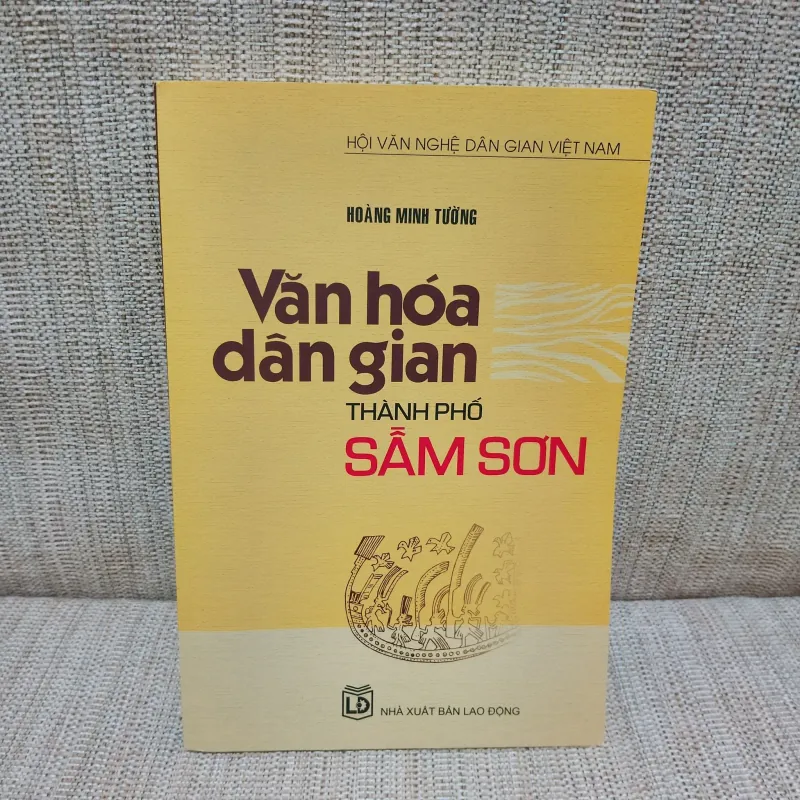 HỘI VĂN NGHỆ DÂN GIAN VIỆT NAM
HOÀNG MINH TƯỜNG
Văn hóa
dân gian
THÀNH PHỐ
SẦM SƠN
LĐ
NHÀ XUẤT BẢN LAO ĐỘNG